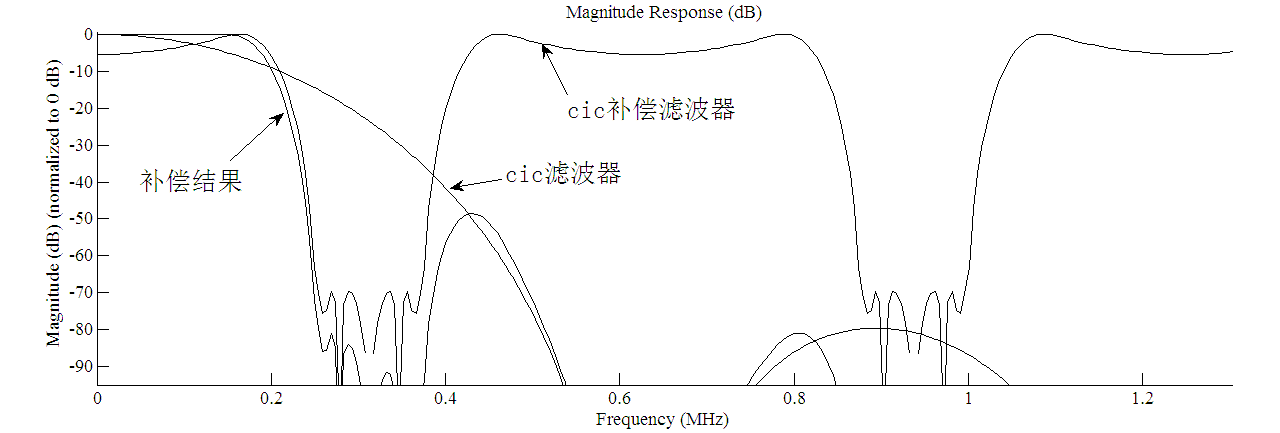 Magnitude Response (dB)
Magnitude (dB) (normalized to 0 dB)
0
-10
-20
-30
-40
-50
-60
-70
-80
-90
cic补偿滤波器
cic滤波器
补偿结果
0
0.2
0.4
0.6
0.8
1
1.2
Frequency (MHz)